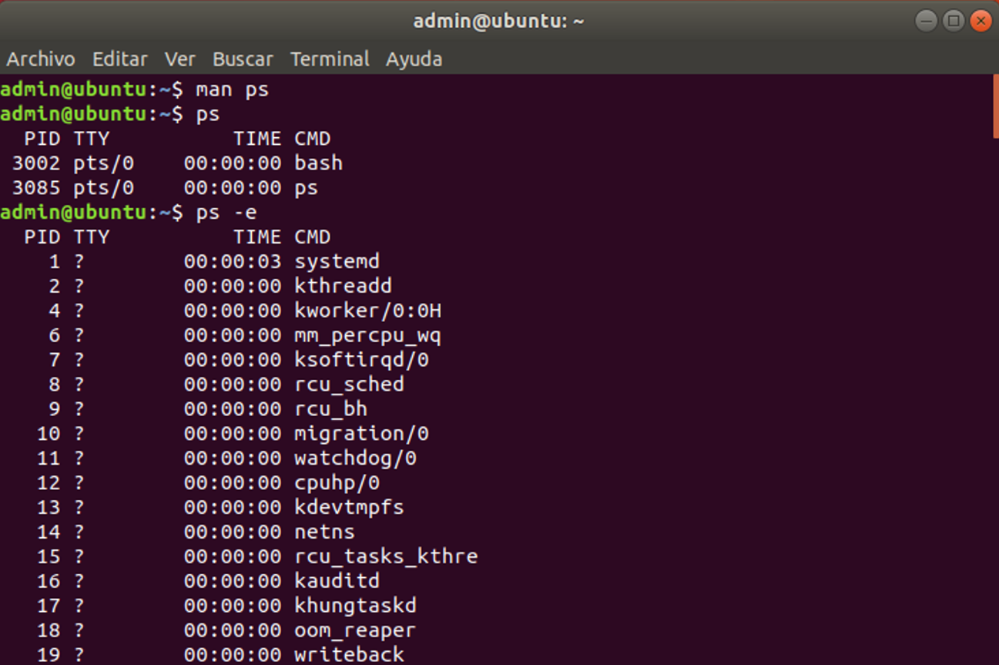 admin@ubuntu: ~
Archivo Editar Ver Buscar Terminal Ayuda
admin@ubuntu:~$ man ps
admin@ubuntu:~$ ps
  PID TTY          TIME CMD
 3002 pts/0    00:00:00 bash
 3085 pts/0    00:00:00 ps
admin@ubuntu:~$ ps -e
  PID TTY          TIME CMD
    1 ?        00:00:03 systemd
    2 ?        00:00:00 kthreadd
    4 ?        00:00:00 kworker/0:0H
    6 ?        00:00:00 mm_percpu_wq
    7 ?        00:00:00 ksoftirqd/0
    8 ?        00:00:00 rcu_sched
    9 ?        00:00:00 rcu_bh
   10 ?        00:00:00 migration/0
   11 ?        00:00:00 watchdog/0
   12 ?        00:00:00 cpuhp/0
   13 ?        00:00:00 kdevtmpfs
   14 ?        00:00:00 netns
   15 ?        00:00:00 rcu_tasks_kthre
   16 ?        00:00:00 kauditd
   17 ?        00:00:00 khungtaskd
   18 ?        00:00:00 oom_reaper
   19 ?        00:00:00 writeback